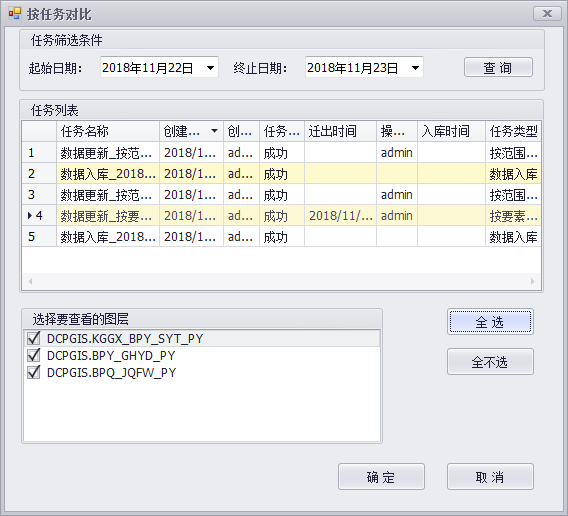 按任务对比
任务筛选条件
起始日期： 2018年11月22日 终止日期： 2018年11月23日 查 询
任务列表
任务名称 创建... 创... 任务... 迁出时间 操... 入库时间 任务类型
1 数据更新_按范... 2018/1... ad... 成功 admin 按范围...
2 数据入库_2018... 2018/1... ad... 成功 数据入库
3 数据更新_按范... 2018/1... ad... 成功 admin 按范围...
4 数据更新_按要... 2018/1... ad... 成功 2018/11/... admin 按要素...
5 数据入库_2018... 2018/1... ad... 成功 数据入库
选择要查看的图层
DCPGIS.KGGX_BPY_SYT_PY
DCPGIS.BPY_GHYD_PY
DCPGIS.BPQ_JQFW_PY
全 选
全不选
确 定 取 消